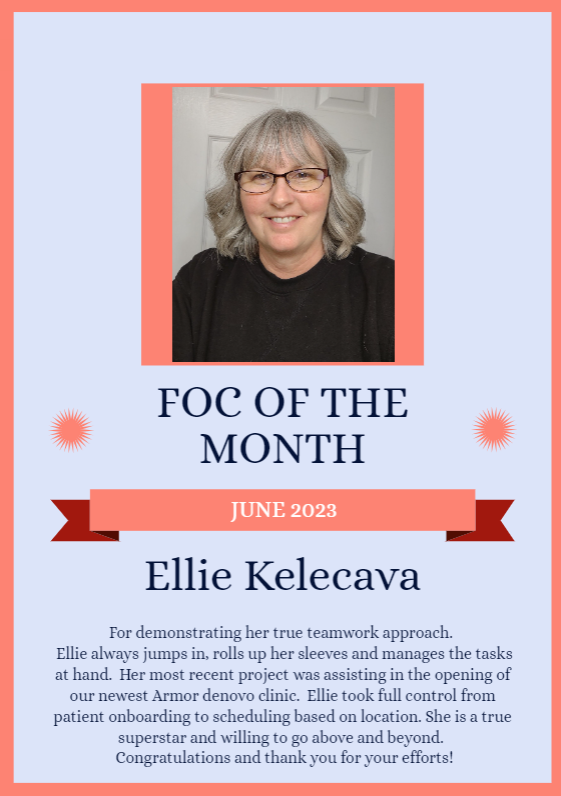 FOC OF THE
MONTH
JUNE 2023
Ellie Kelecava
For demonstrating her true teamwork approach.
Ellie always jumps in, rolls up her sleeves and manages the tasks
at hand.  Her most recent project was assisting in the opening of
our newest Armor denovo clinic.  Ellie took full control from
patient onboarding to scheduling based on location. She is a true
superstar and willing to go above and beyond.
Congratulations and thank you for your efforts!